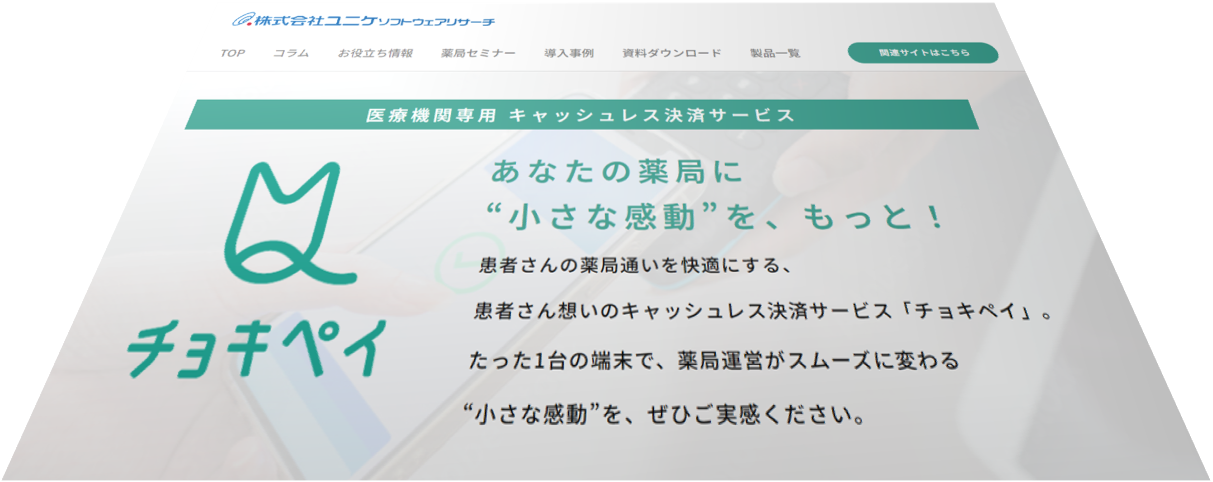 株式会社ユニケソフトウェアリサーチ
TOP コラム お役立ち情報 薬局セミナー 導入事例 資料ダウンロード 製品一覧 関連サイトはこちら
医療機関専用 キャッシュレス決済サービス
あなたの薬局に
“小さな感動”を、もっと！
患者さんの薬局通いを快適にする、
患者さん想いのキャッシュレス決済サービス「チョキペイ」。
チョキペイ
たった1台の端末で、薬局運営がスムーズに変わる
“小さな感動”を、ぜひご実感ください。